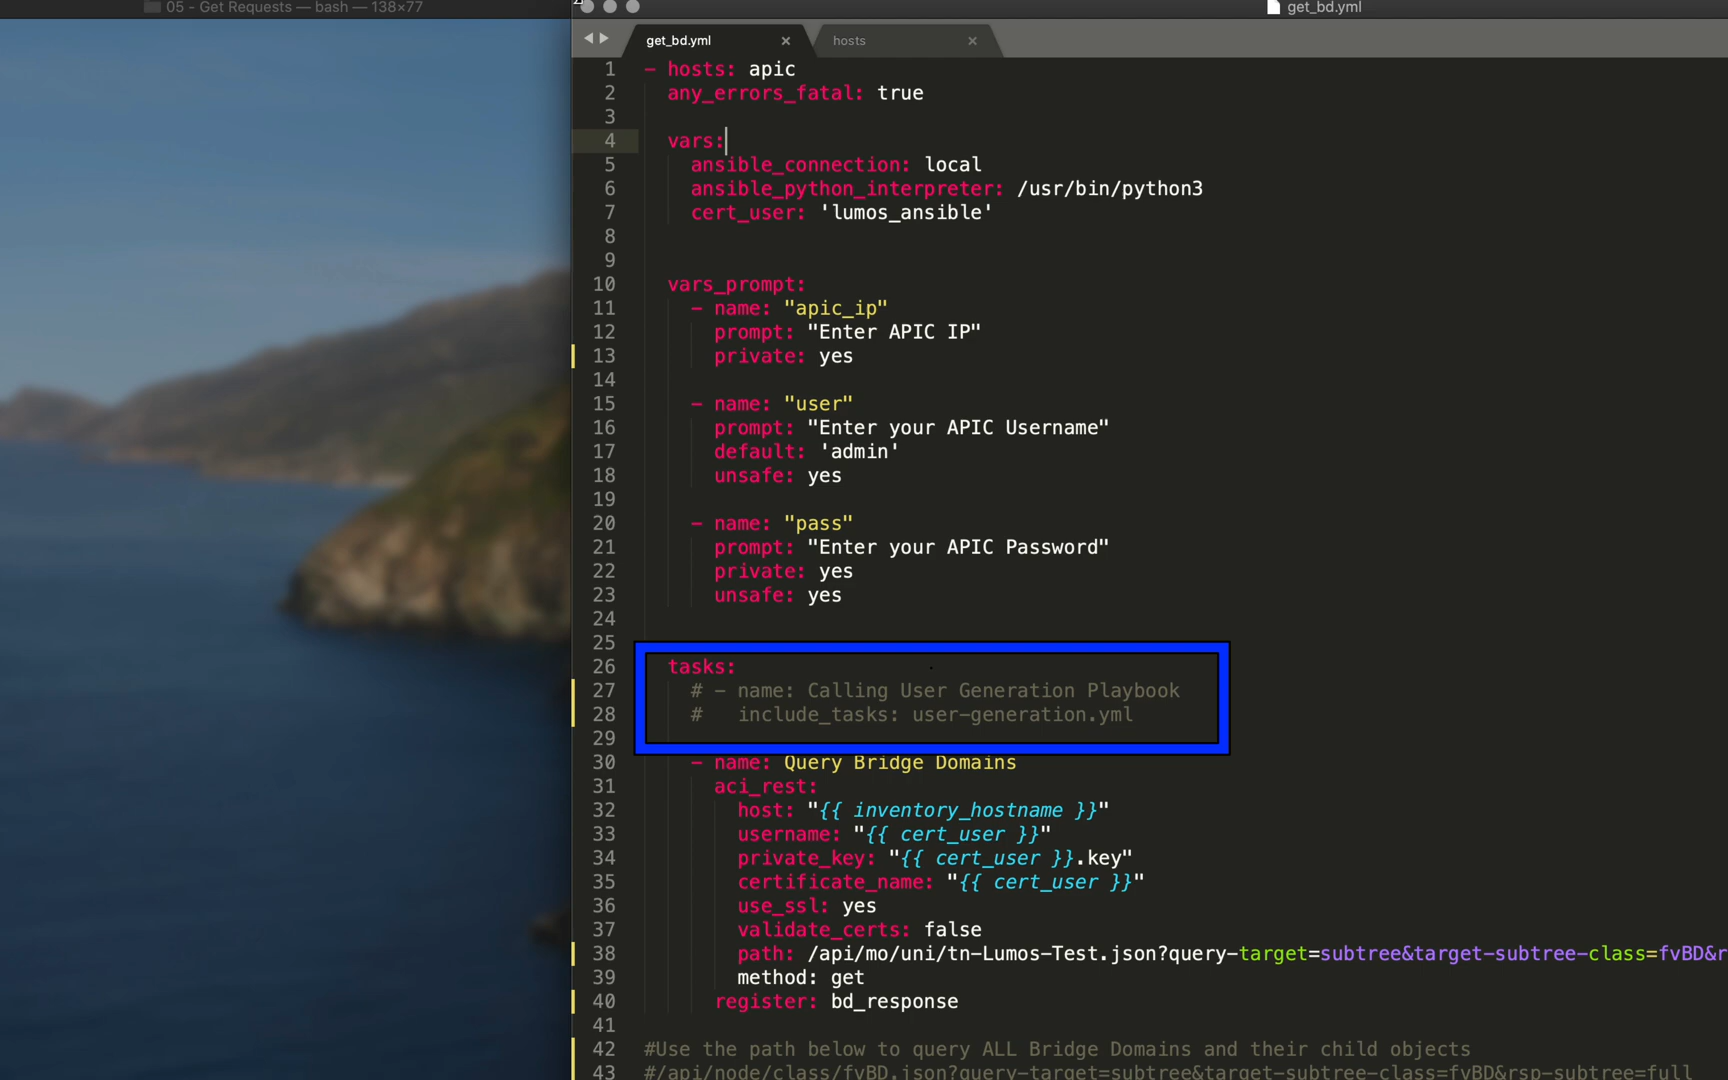 05 - Get Requests — bash — 138×77
get_bd.yml
get_bd.yml
hosts
1 - hosts: apic
2 any_errors_fatal: true
3
4 vars:
5 ansible_connection: local
6 ansible_python_interpreter: /usr/bin/python3
7 cert_user: 'lumos_ansible'
8
9
10 vars_prompt:
11 - name: "apic_ip"
12 prompt: "Enter APIC IP"
13 private: yes
14
15 - name: "user"
16 prompt: "Enter your APIC Username"
17 default: 'admin'
18 unsafe: yes
19
20 - name: "pass"
21 prompt: "Enter your APIC Password"
22 private: yes
23 unsafe: yes
24
25
26 tasks:
27 # - name: Calling User Generation Playbook
28 # include_tasks: user-generation.yml
29
30 - name: Query Bridge Domains
31 aci_rest:
32 host: "{{ inventory_hostname }}"
33 username: "{{ cert_user }}"
34 private_key: "{{ cert_user }}.key"
35 certificate_name: "{{ cert_user }}"
36 use_ssl: yes
37 validate_certs: false
38 path: /api/mo/uni/tn-Lumos-Test.json?query-target=subtree&target-subtree-class=fvBD&r
39 method: get
40 register: bd_response
41
42 #Use the path below to query ALL Bridge Domains and their child objects
43 #/api/node/class/fvBD.json?query-target=subtree&target-subtree-class=fvBD&rsp-subtree=full